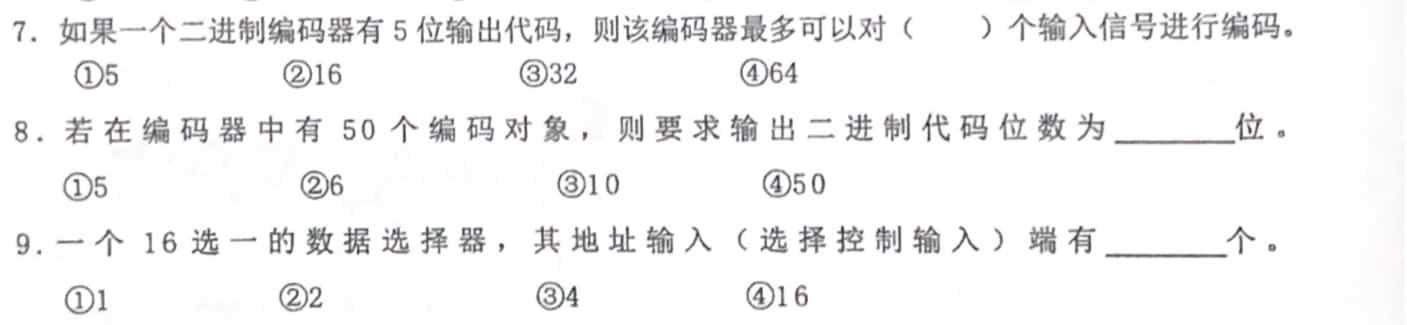 7. 如果一个二进制编码器有 5 位输出代码，则该编码器最多可以对（　　）个输入信号进行编码。
①5　②16　③32　④64
8. 若在编码器中有 50 个编码对象，则要求输出二进制代码位数为______位。
①5　②6　③10　④50
9. 一个 16 选一的数据选择器，其地址输入（选择控制输入）端有______个。
①1　②2　③4　④16